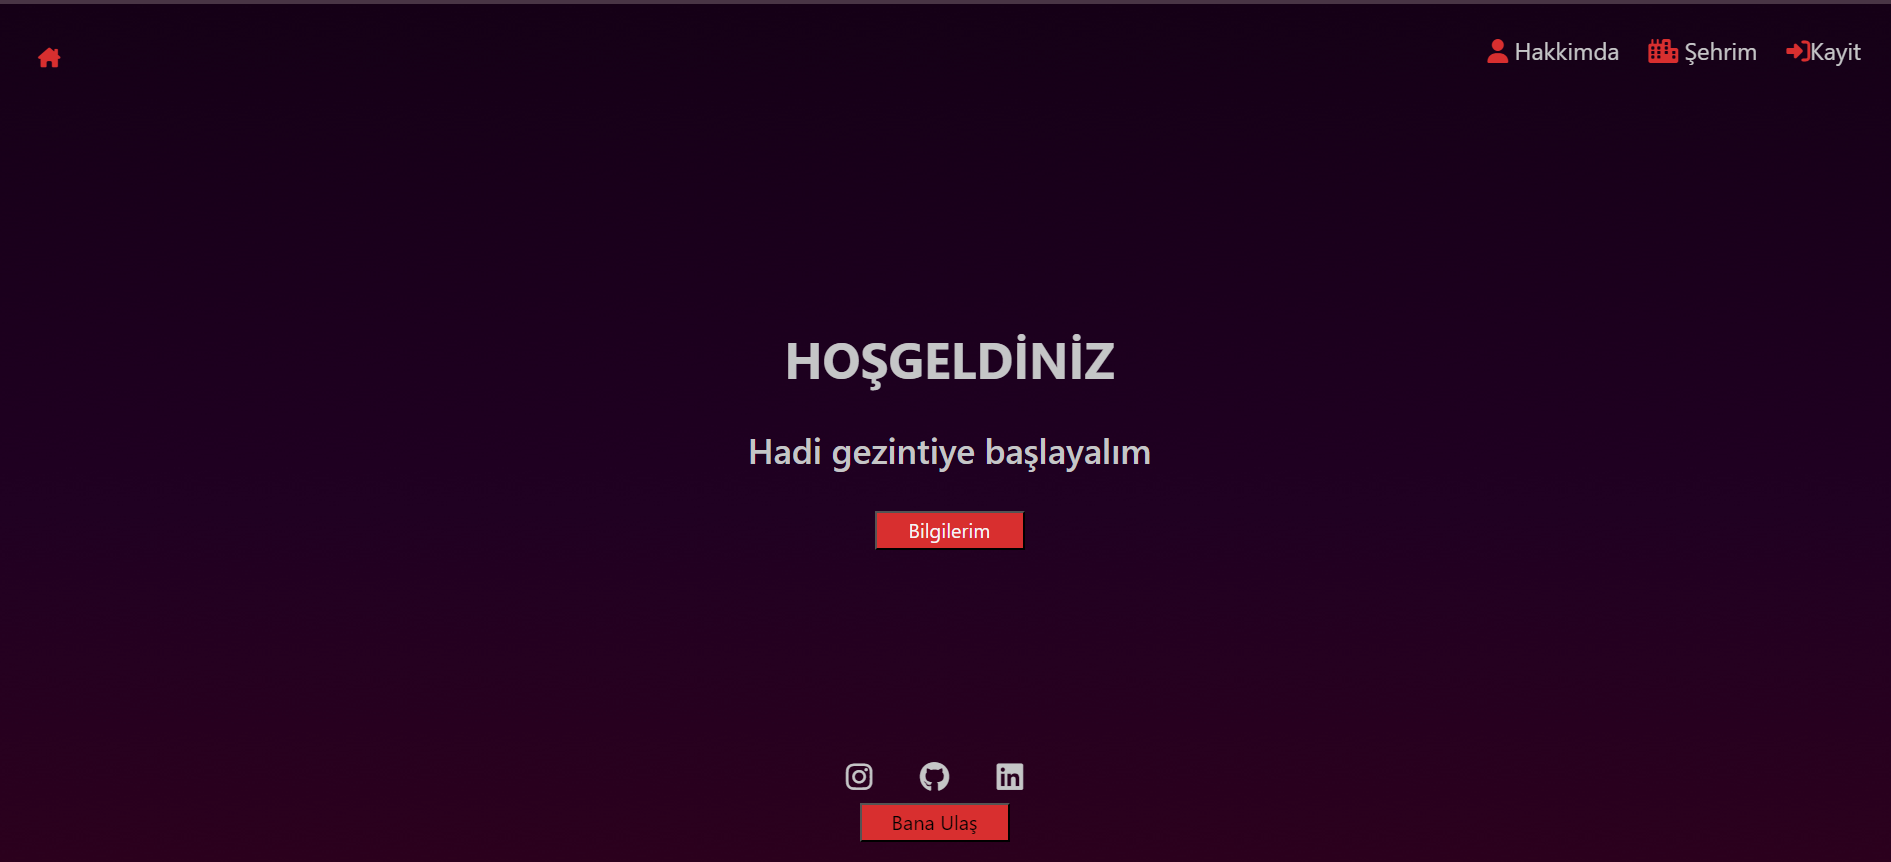 Hakkimda Şehrim Kayit
HOŞGELDİNİZ
Hadi gezintiye başlayalım
Bilgilerim
Bana Ulaş